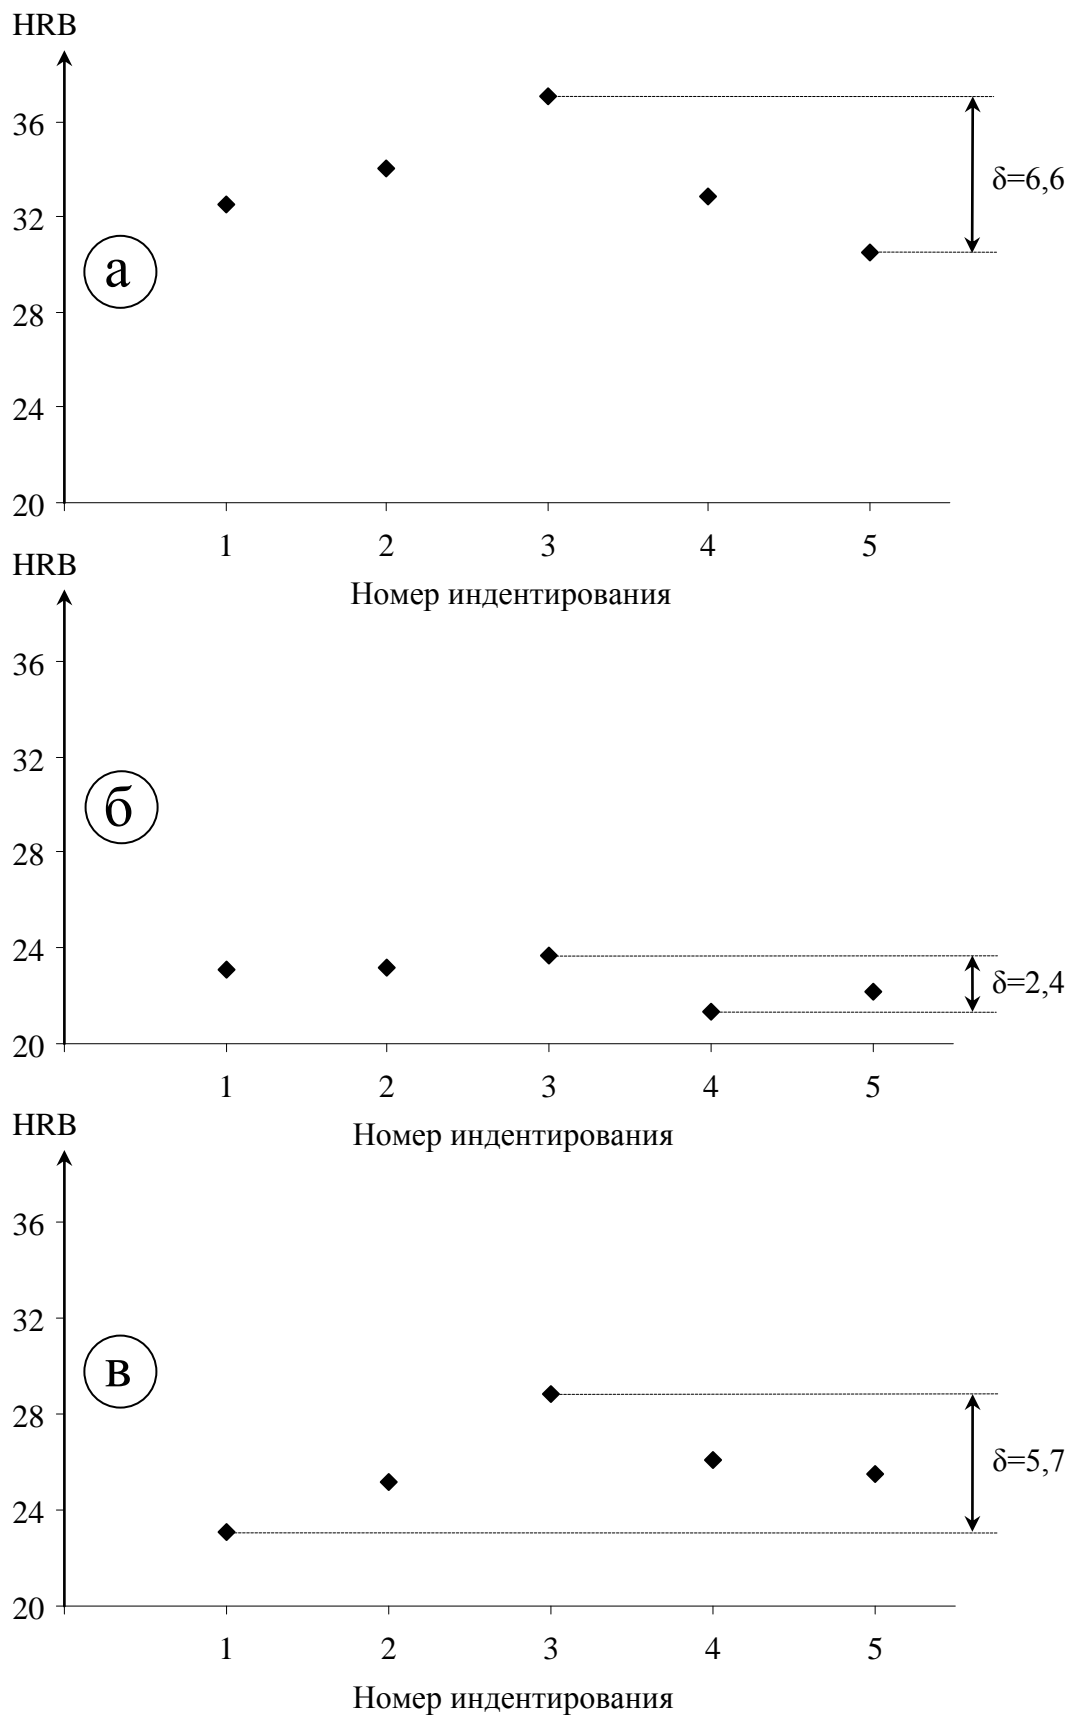 HRB
36
δ=6,6
32
а
28
24
20
1 2 3 4 5
Номер индентирования
HRB
36
32
б
28
24
δ=2,4
20
1 2 3 4 5
Номер индентирования
HRB
36
32
в
28
δ=5,7
24
20
1 2 3 4 5
Номер индентирования